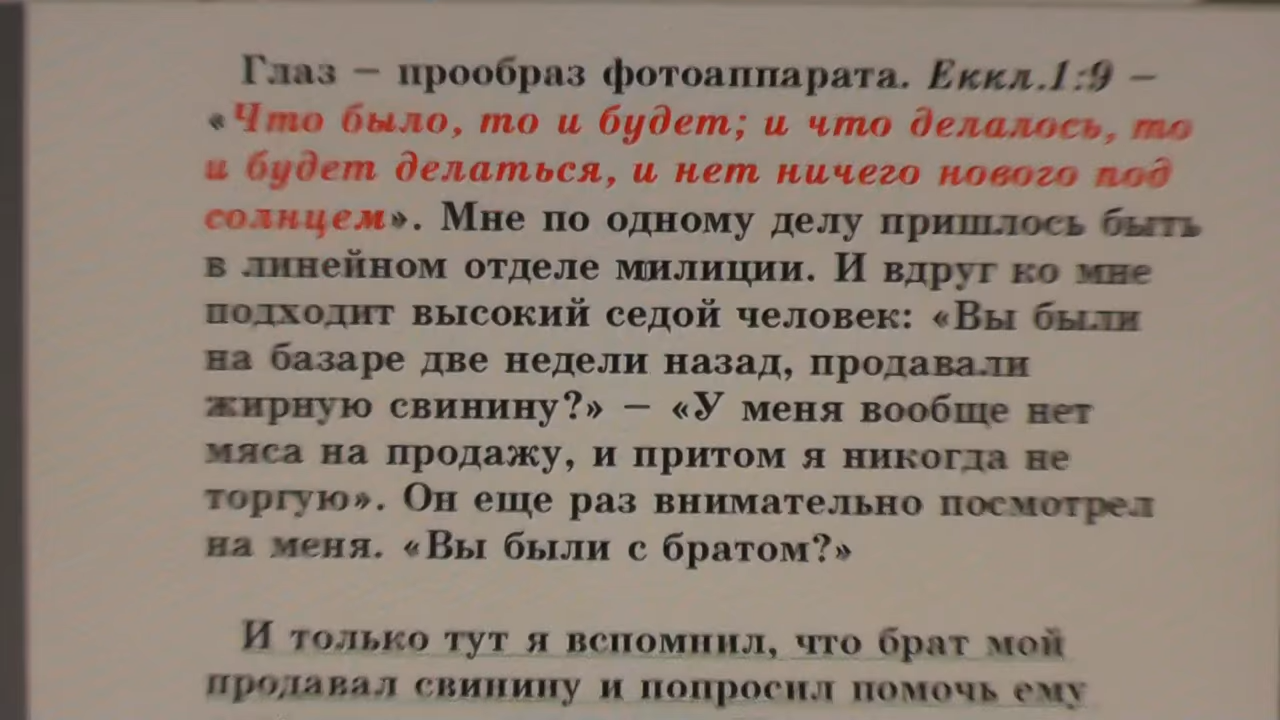 Глаз – прообраз фотоаппарата. Еккл.1:9 –
«Что было, то и будет; и что делалось, то
и будет делаться, и нет ничего нового под
солнцем». Мне по одному делу пришлось быть
в линейном отделе милиции. И вдруг ко мне
подходит высокий седой человек: «Вы были
на базаре две недели назад, продавали
жирную свинину?» – «У меня вообще нет
мяса на продажу, и притом я никогда не
торгую». Он еще раз внимательно посмотрел
на меня. «Вы были с братом?»
И только тут я вспомнил, что брат мой
продавал свинину и попросил помочь ему